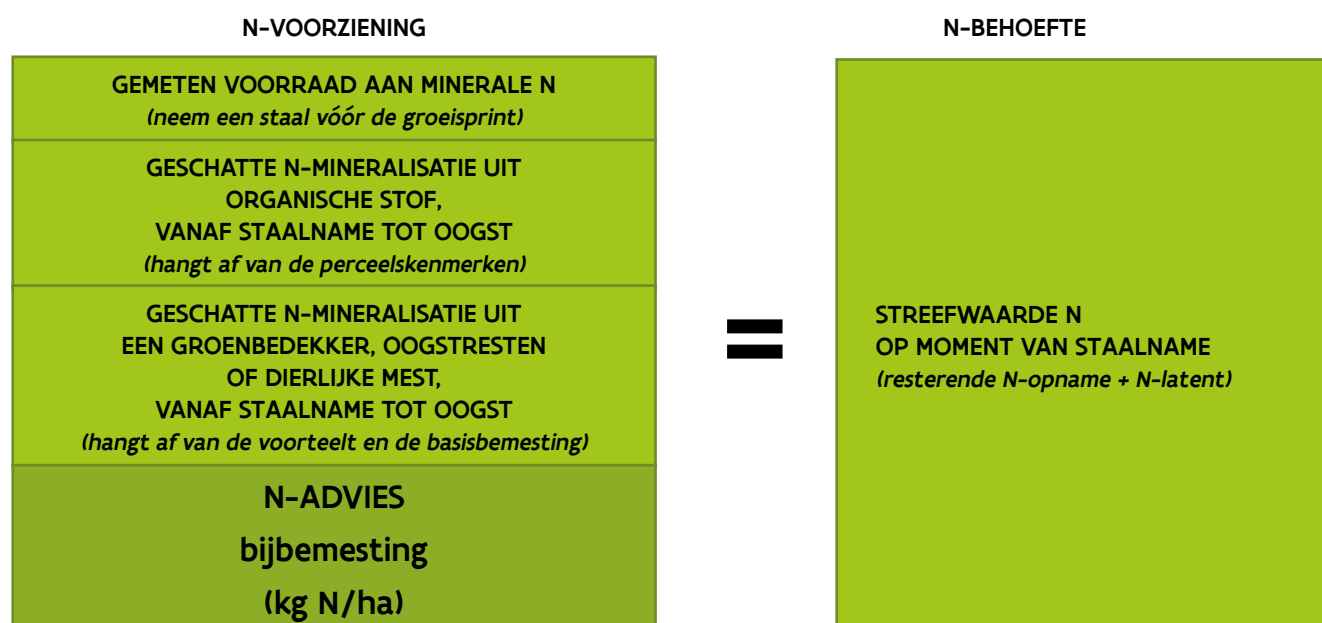 N-VOORZIENING
GEMETEN VOORRAAD AAN MINERALE N
(neem een staal vóór de groeisprint)
GESCHATTE N-MINERALISATIE UIT
ORGANISCHE STOF,
VANAF STAALNAME TOT OOGST
(hangt af van de perceelskenmerken)
GESCHATTE N-MINERALISATIE UIT
EEN GROENBEDEKKER, OOGSTRESTEN
OF DIERLIJKE MEST,
VANAF STAALNAME TOT OOGST
(hangt af van de voorteelt en de basisbemesting)
N-ADVIES
bijbemesting
(kg N/ha)
=
N-BEHOEFTE
STREEFWAARDE N
OP MOMENT VAN STAALNAME
(resterende N-opname + N-latent)